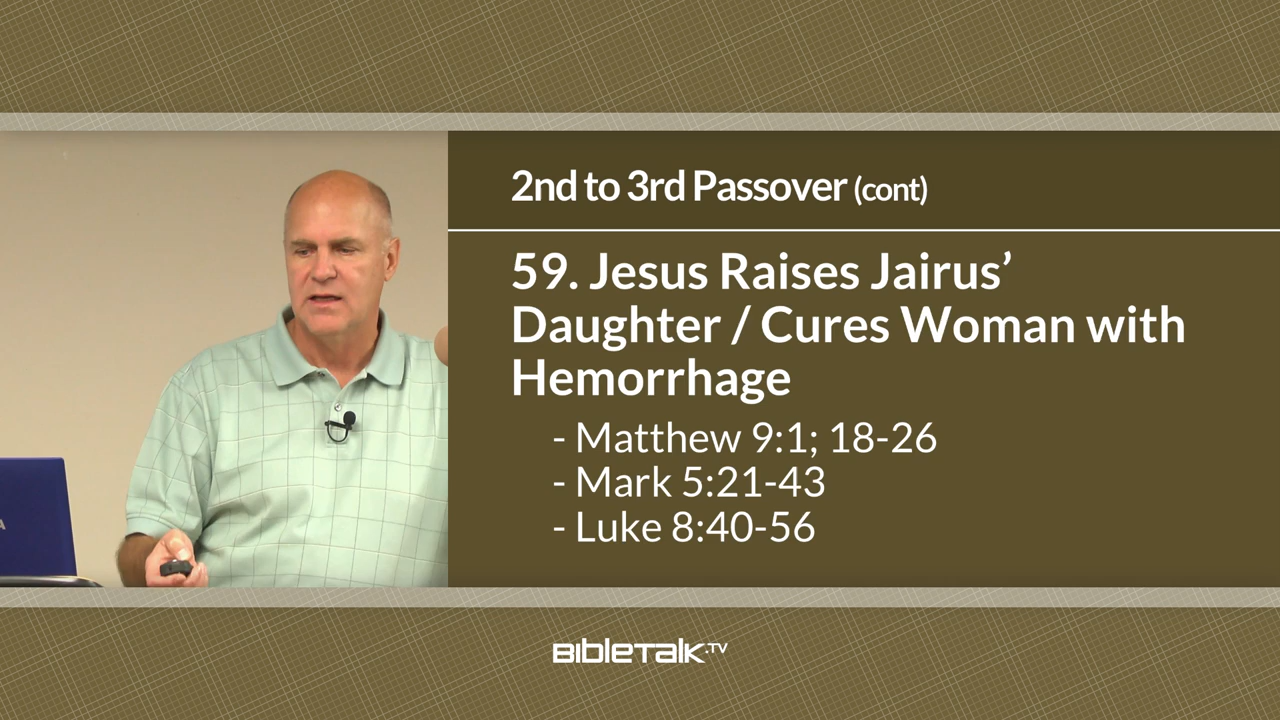 2nd to 3rd Passover (cont)
59. Jesus Raises Jairus’
Daughter / Cures Woman with
Hemorrhage
- Matthew 9:1; 18-26
- Mark 5:21-43
- Luke 8:40-56
BIBLETALK.TV